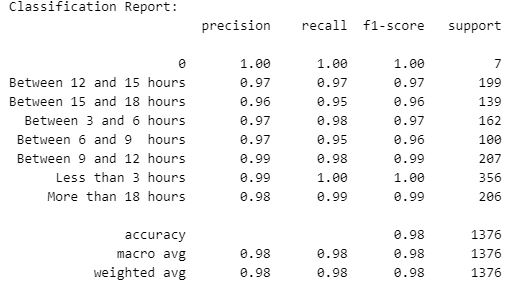 Classification Report:
precision recall f1-score support
0 1.00 1.00 1.00 7
Between 12 and 15 hours 0.97 0.97 0.97 199
Between 15 and 18 hours 0.96 0.95 0.96 139
Between 3 and 6 hours 0.97 0.98 0.97 162
Between 6 and 9  hours 0.97 0.95 0.96 100
Between 9 and 12 hours 0.99 0.98 0.99 207
Less than 3 hours 0.99 1.00 1.00 356
More than 18 hours 0.98 0.99 0.99 206
accuracy 0.98 1376
macro avg 0.98 0.98 0.98 1376
weighted avg 0.98 0.98 0.98 1376